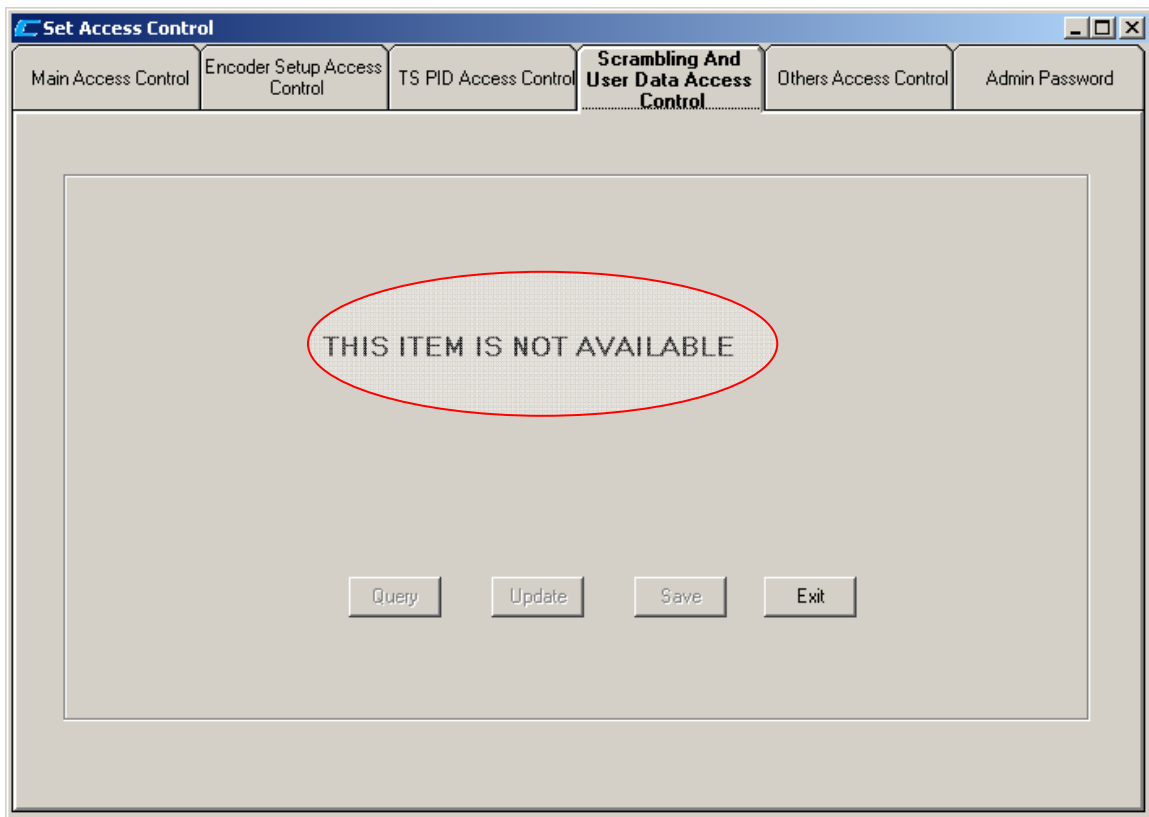 Set Access Control
Main Access Control
Encoder Setup Access
Control
TS PID Access Control
Scrambling And
User Data Access
Control
Others Access Control
Admin Password
THIS ITEM IS NOT AVAILABLE
Query
Update
Save
Exit